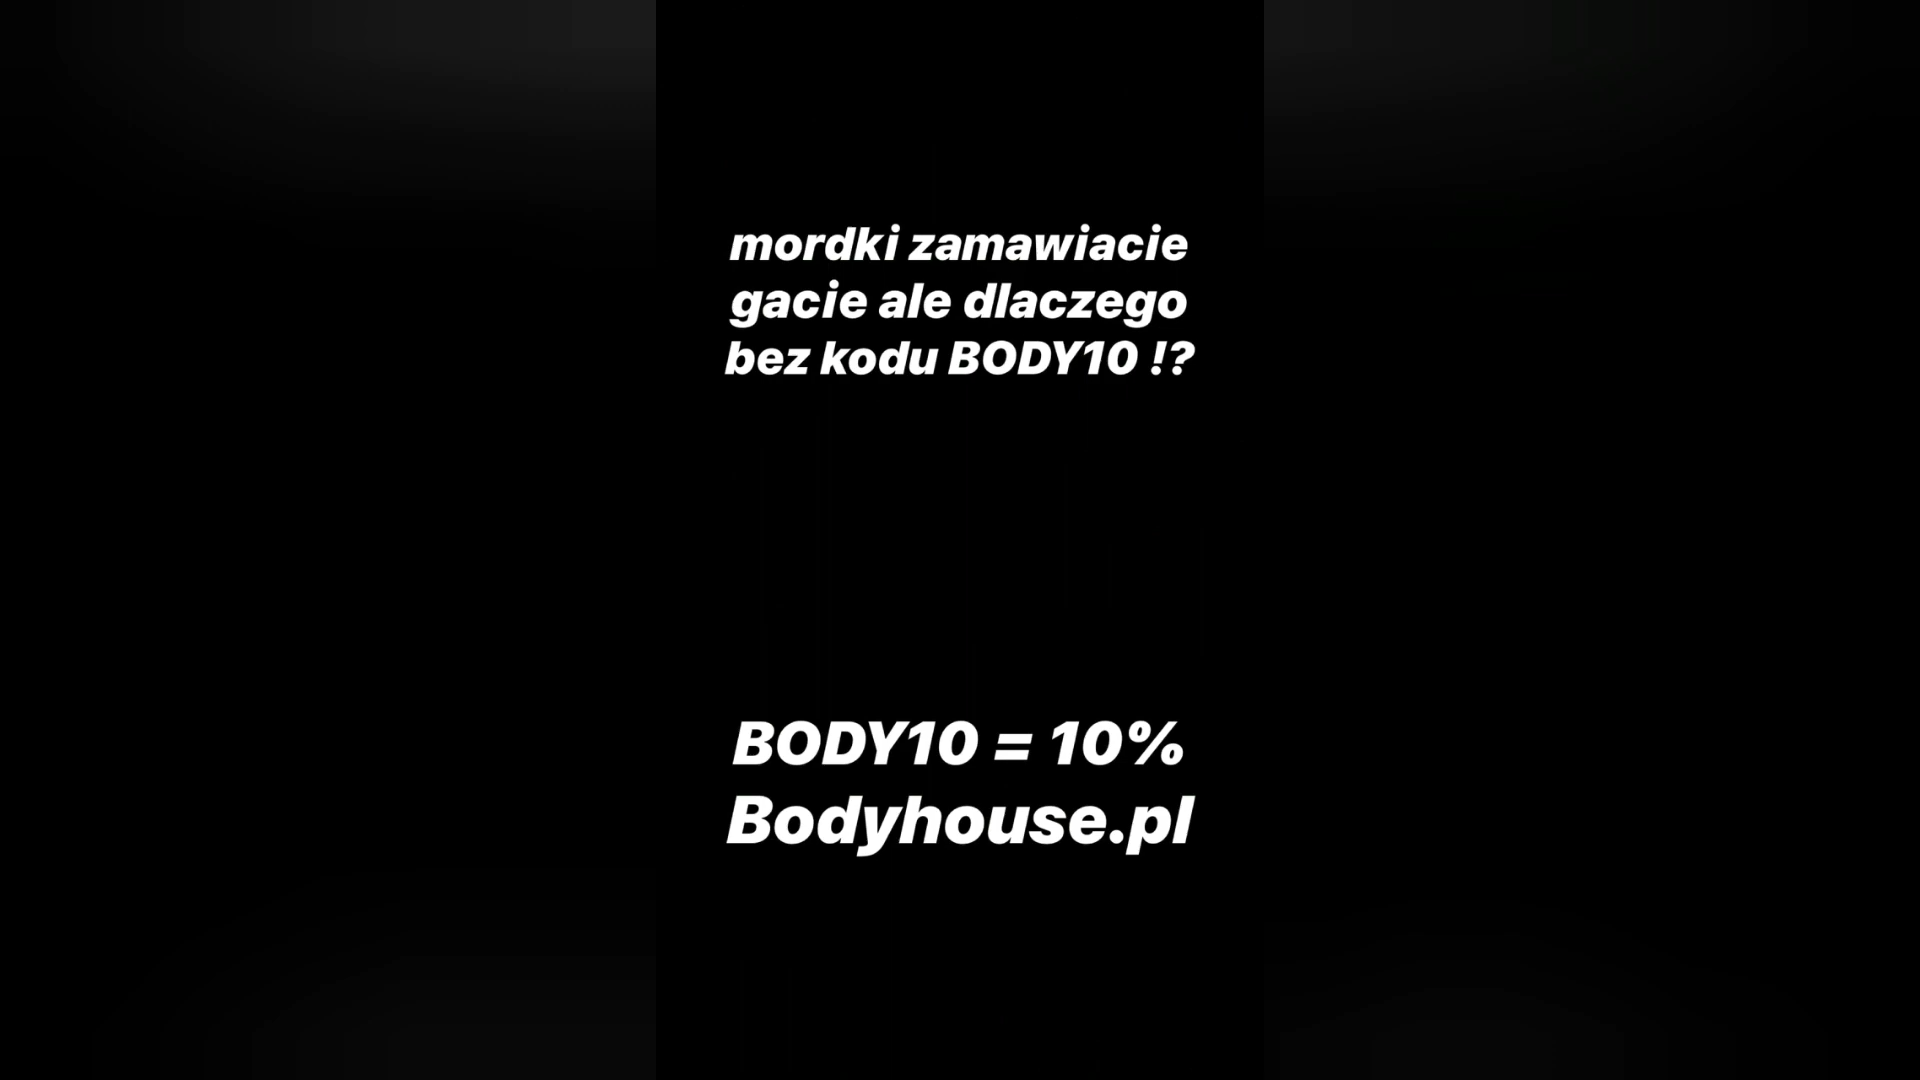 mordki zamawiacie
gacie ale dlaczego
bez kodu BODY10 !?
BODY10 = 10%
Bodyhouse.pl